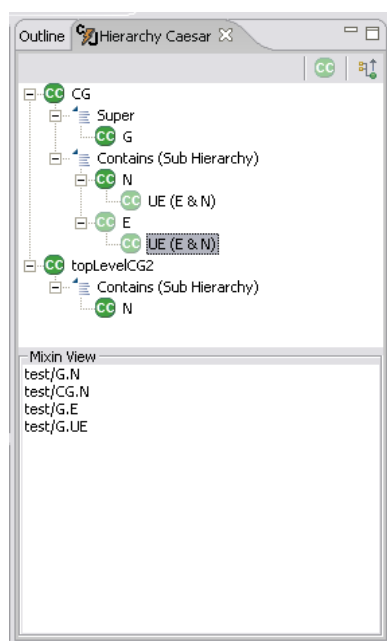 Outline Hierarchy Caesar
CC
CC CG
Super
CC G
Contains (Sub Hierarchy)
CC N
CC UE (E & N)
CC E
CC UE (E & N)
CC topLevelCG2
Contains (Sub Hierarchy)
CC N
Mixin View
test/G.N
test/CG.N
test/G.E
test/G.UE